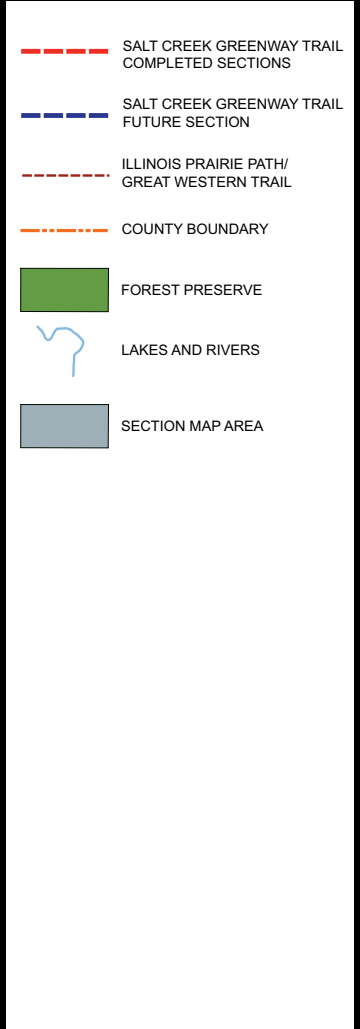 SALT CREEK GREENWAY TRAIL
COMPLETED SECTIONS
SALT CREEK GREENWAY TRAIL
FUTURE SECTION
ILLINOIS PRAIRIE PATH/
GREAT WESTERN TRAIL
COUNTY BOUNDARY
FOREST PRESERVE
LAKES AND RIVERS
SECTION MAP AREA